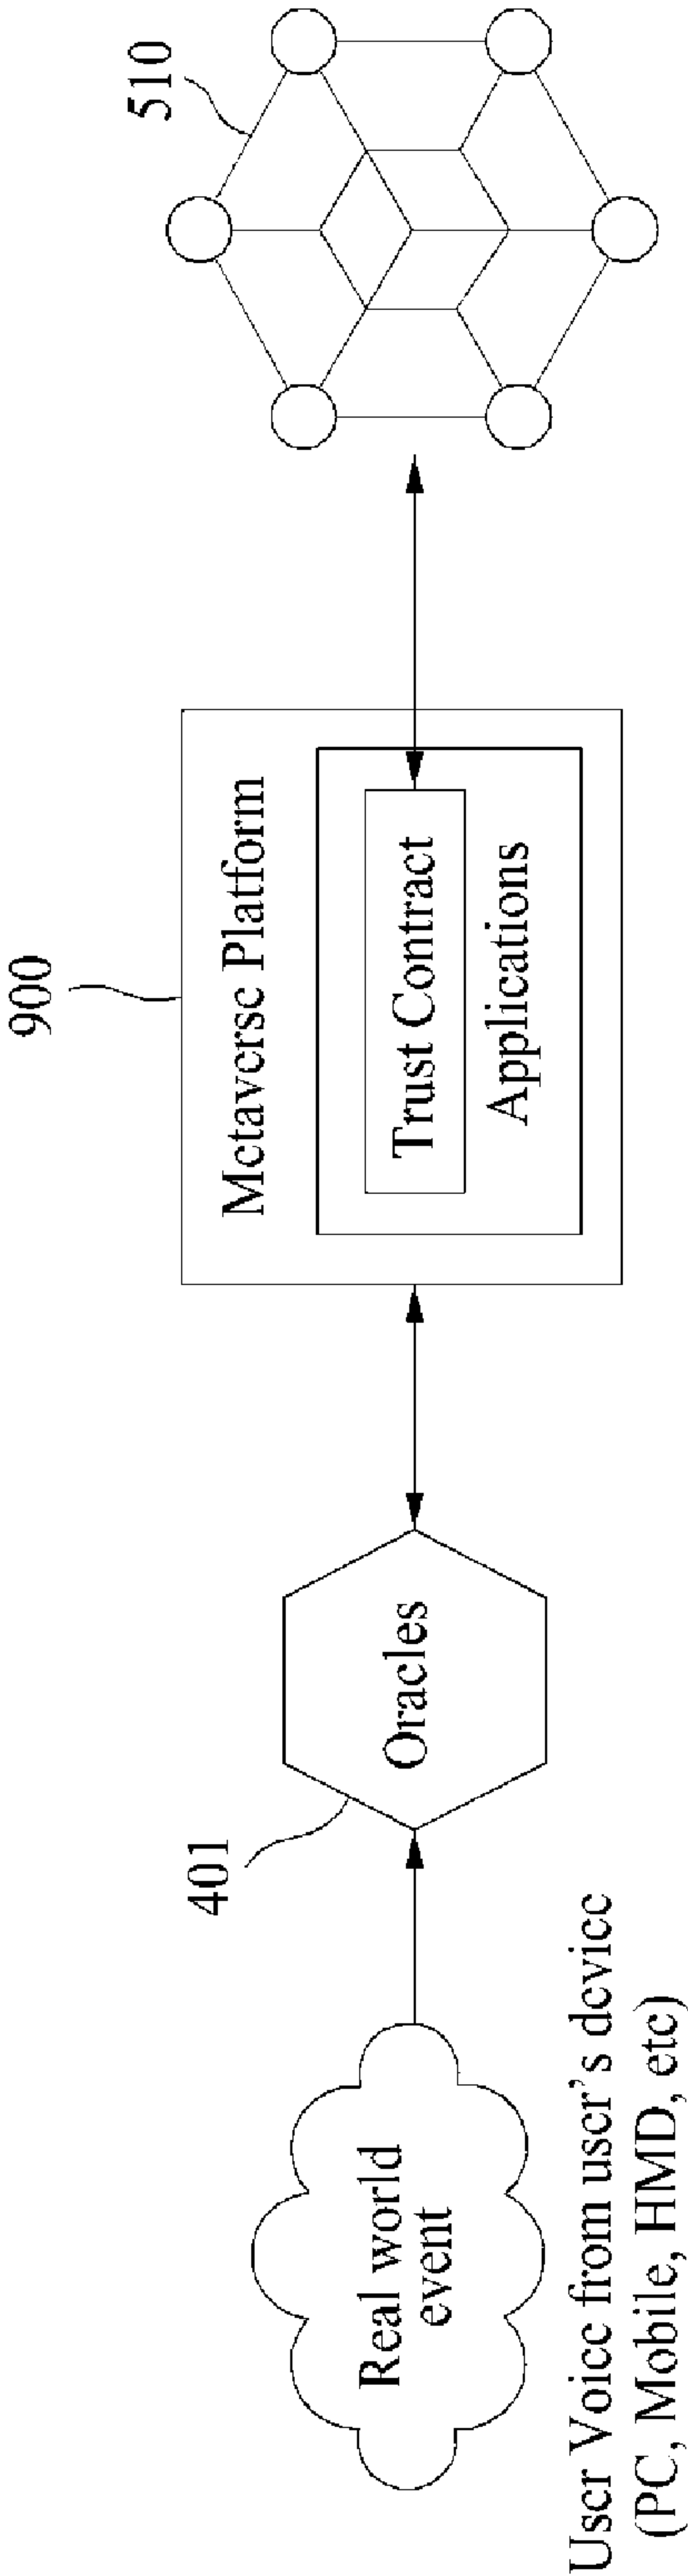 Real world
event
User Voice from user's device
(PC, Mobile, HMD, etc)
401
Oracles
900
Metaverse Platform
Trust Contract
Applications
510